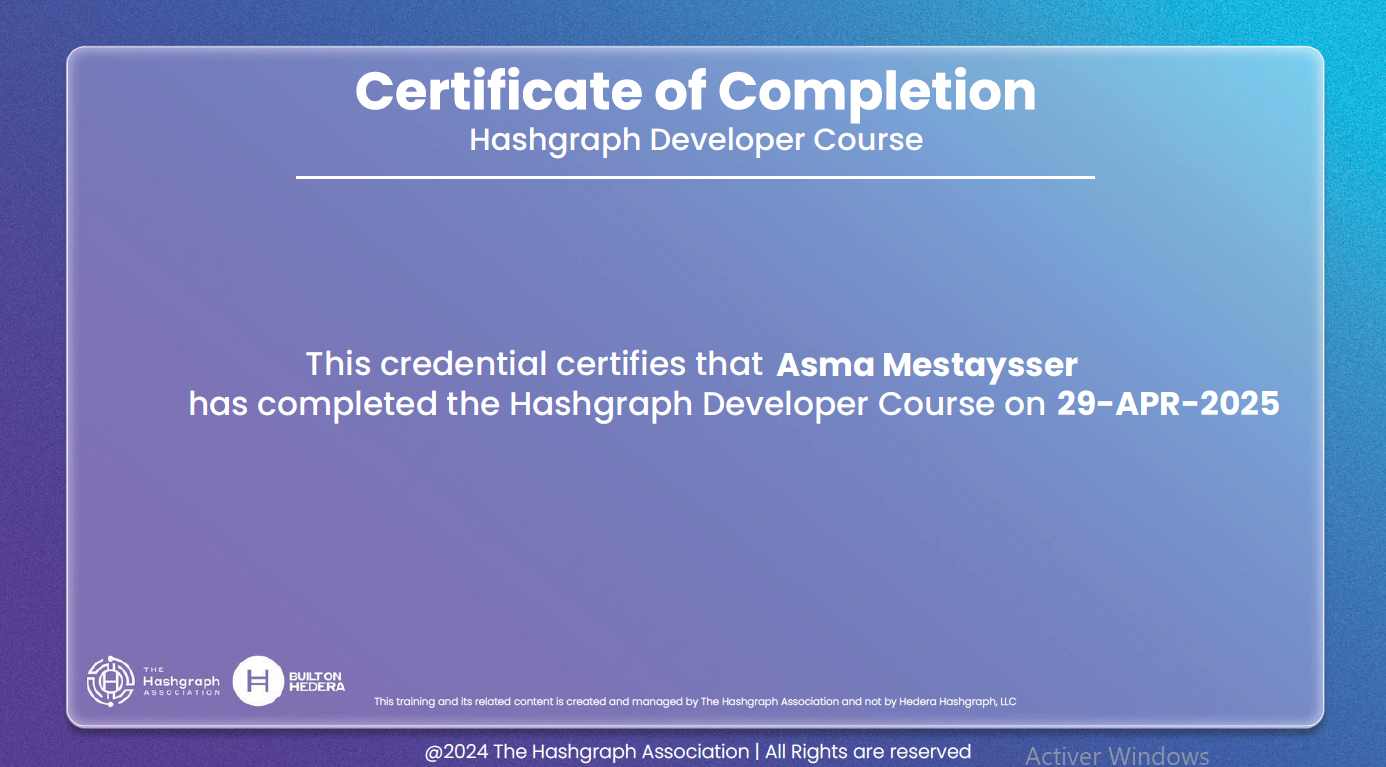 Certificate of Completion
Hashgraph Developer Course
This credential certifies that Asma Mestaysser
has completed the Hashgraph Developer Course on 29-APR-2025
THE
Hashgraph
ASSOCIATION
BUILT ON
HEDERA
This training and its related content is created and managed by The Hashgraph Association and not by Hedera Hashgraph, LLC
@2024 The Hashgraph Association | All Rights are reserved
Activer Windows